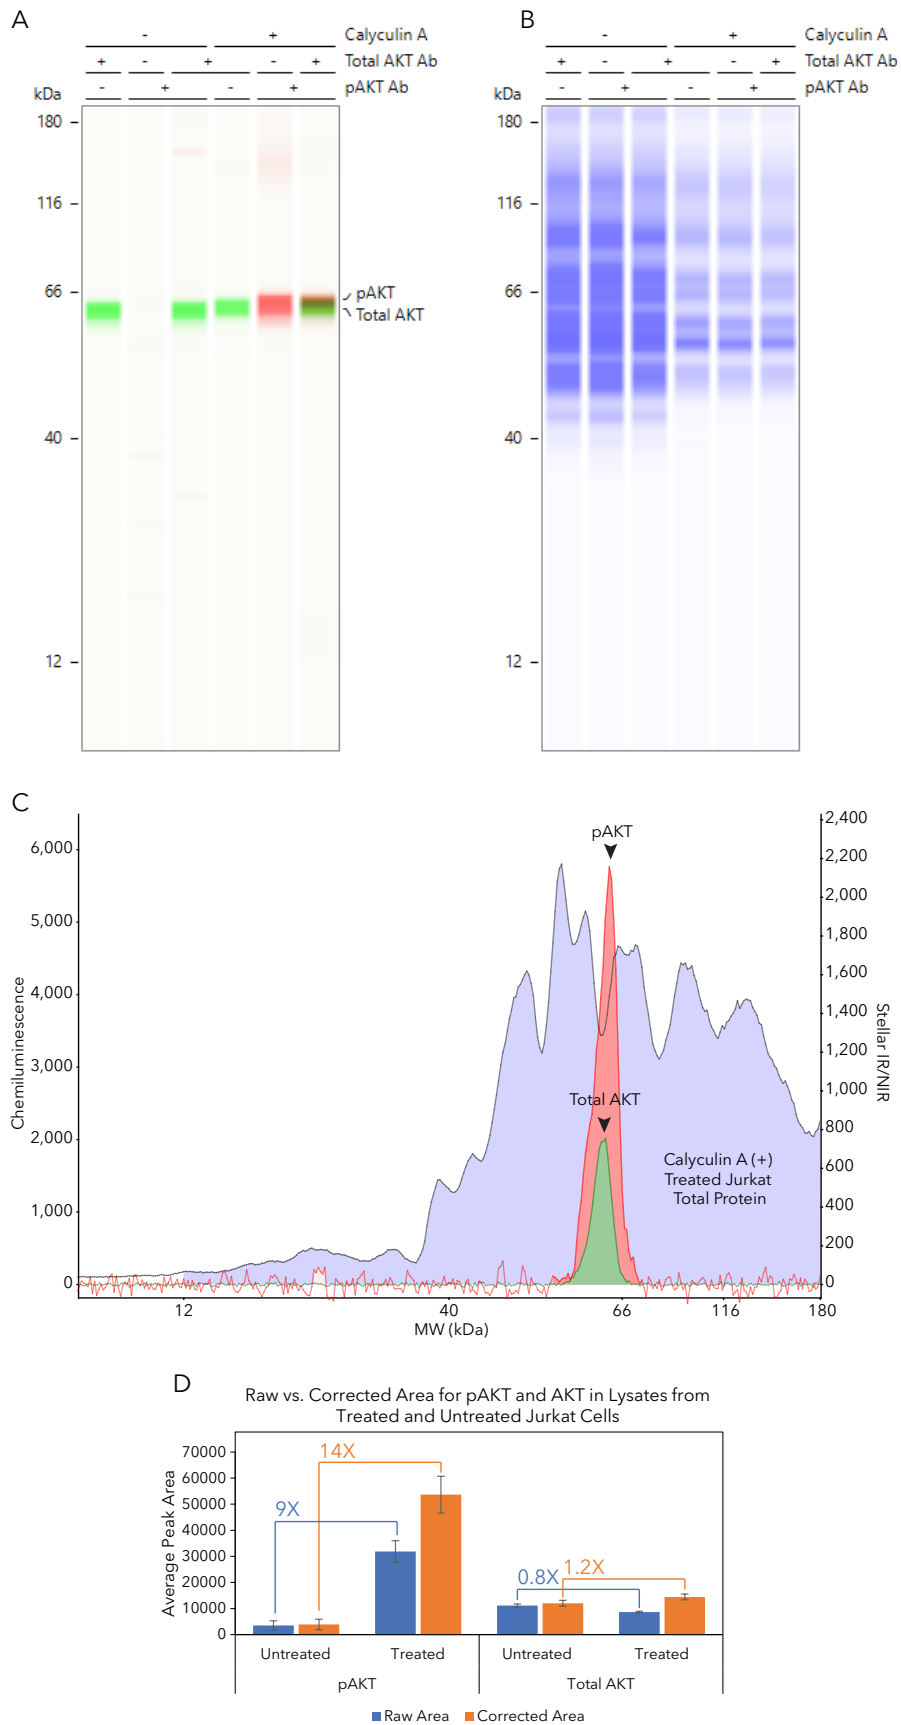 A
- + Calyculin A
+ - + - + Total AKT Ab
- + - + pAKT Ab
kDa
180
116
66
40
12
pAKT
Total AKT
B
- + Calyculin A
+ - + - + Total AKT Ab
- + - + pAKT Ab
kDa
180
116
66
40
12
C
6,000
5,000
4,000
3,000
2,000
1,000
0
Chemiluminescence
2,400
2,200
2,000
1,800
1,600
1,400
1,200
1,000
800
600
400
200
0
Stellar IR/NIR
pAKT
Total AKT
Calyculin A (+)
Treated Jurkat
Total Protein
12 40 66 116 180
MW (kDa)
D
Raw vs. Corrected Area for pAKT and AKT in Lysates from
Treated and Untreated Jurkat Cells
Average Peak Area
70000
60000
50000
40000
30000
20000
10000
0
14X
9X
0.8X
1.2X
Untreated Treated Untreated Treated
pAKT Total AKT
Raw Area Corrected Area